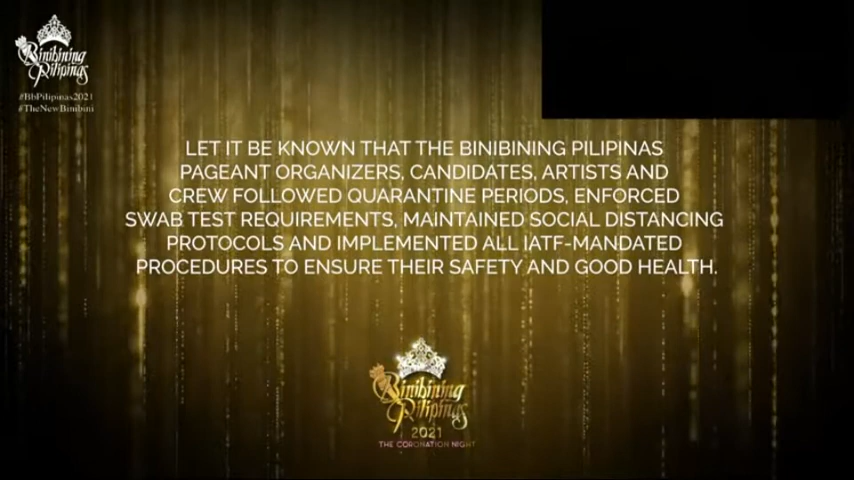 Binibining
Pilipinas
#BbPilipinas2021
#TheNewBinibini
LET IT BE KNOWN THAT THE BINIBINING PILIPINAS
PAGEANT ORGANIZERS, CANDIDATES, ARTISTS AND
CREW FOLLOWED QUARANTINE PERIODS, ENFORCED
SWAB TEST REQUIREMENTS, MAINTAINED SOCIAL DISTANCING
PROTOCOLS AND IMPLEMENTED ALL IATF-MANDATED
PROCEDURES TO ENSURE THEIR SAFETY AND GOOD HEALTH.
Binibining
Pilipinas
2021
THE CORONATION NIGHT